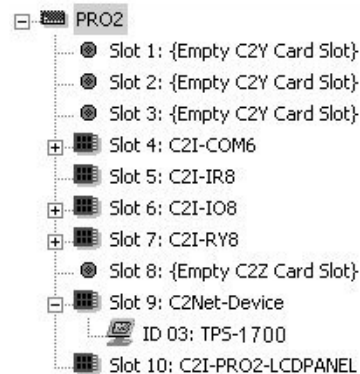 PRO2
Slot 1: {Empty C2Y Card Slot}
Slot 2: {Empty C2Y Card Slot}
Slot 3: {Empty C2Y Card Slot}
Slot 4: C2I-COM6
Slot 5: C2I-IR8
Slot 6: C2I-IO8
Slot 7: C2I-RY8
Slot 8: {Empty C2Z Card Slot}
Slot 9: C2Net-Device
ID 03: TPS-1700
Slot 10: C2I-PRO2-LCDPANEL